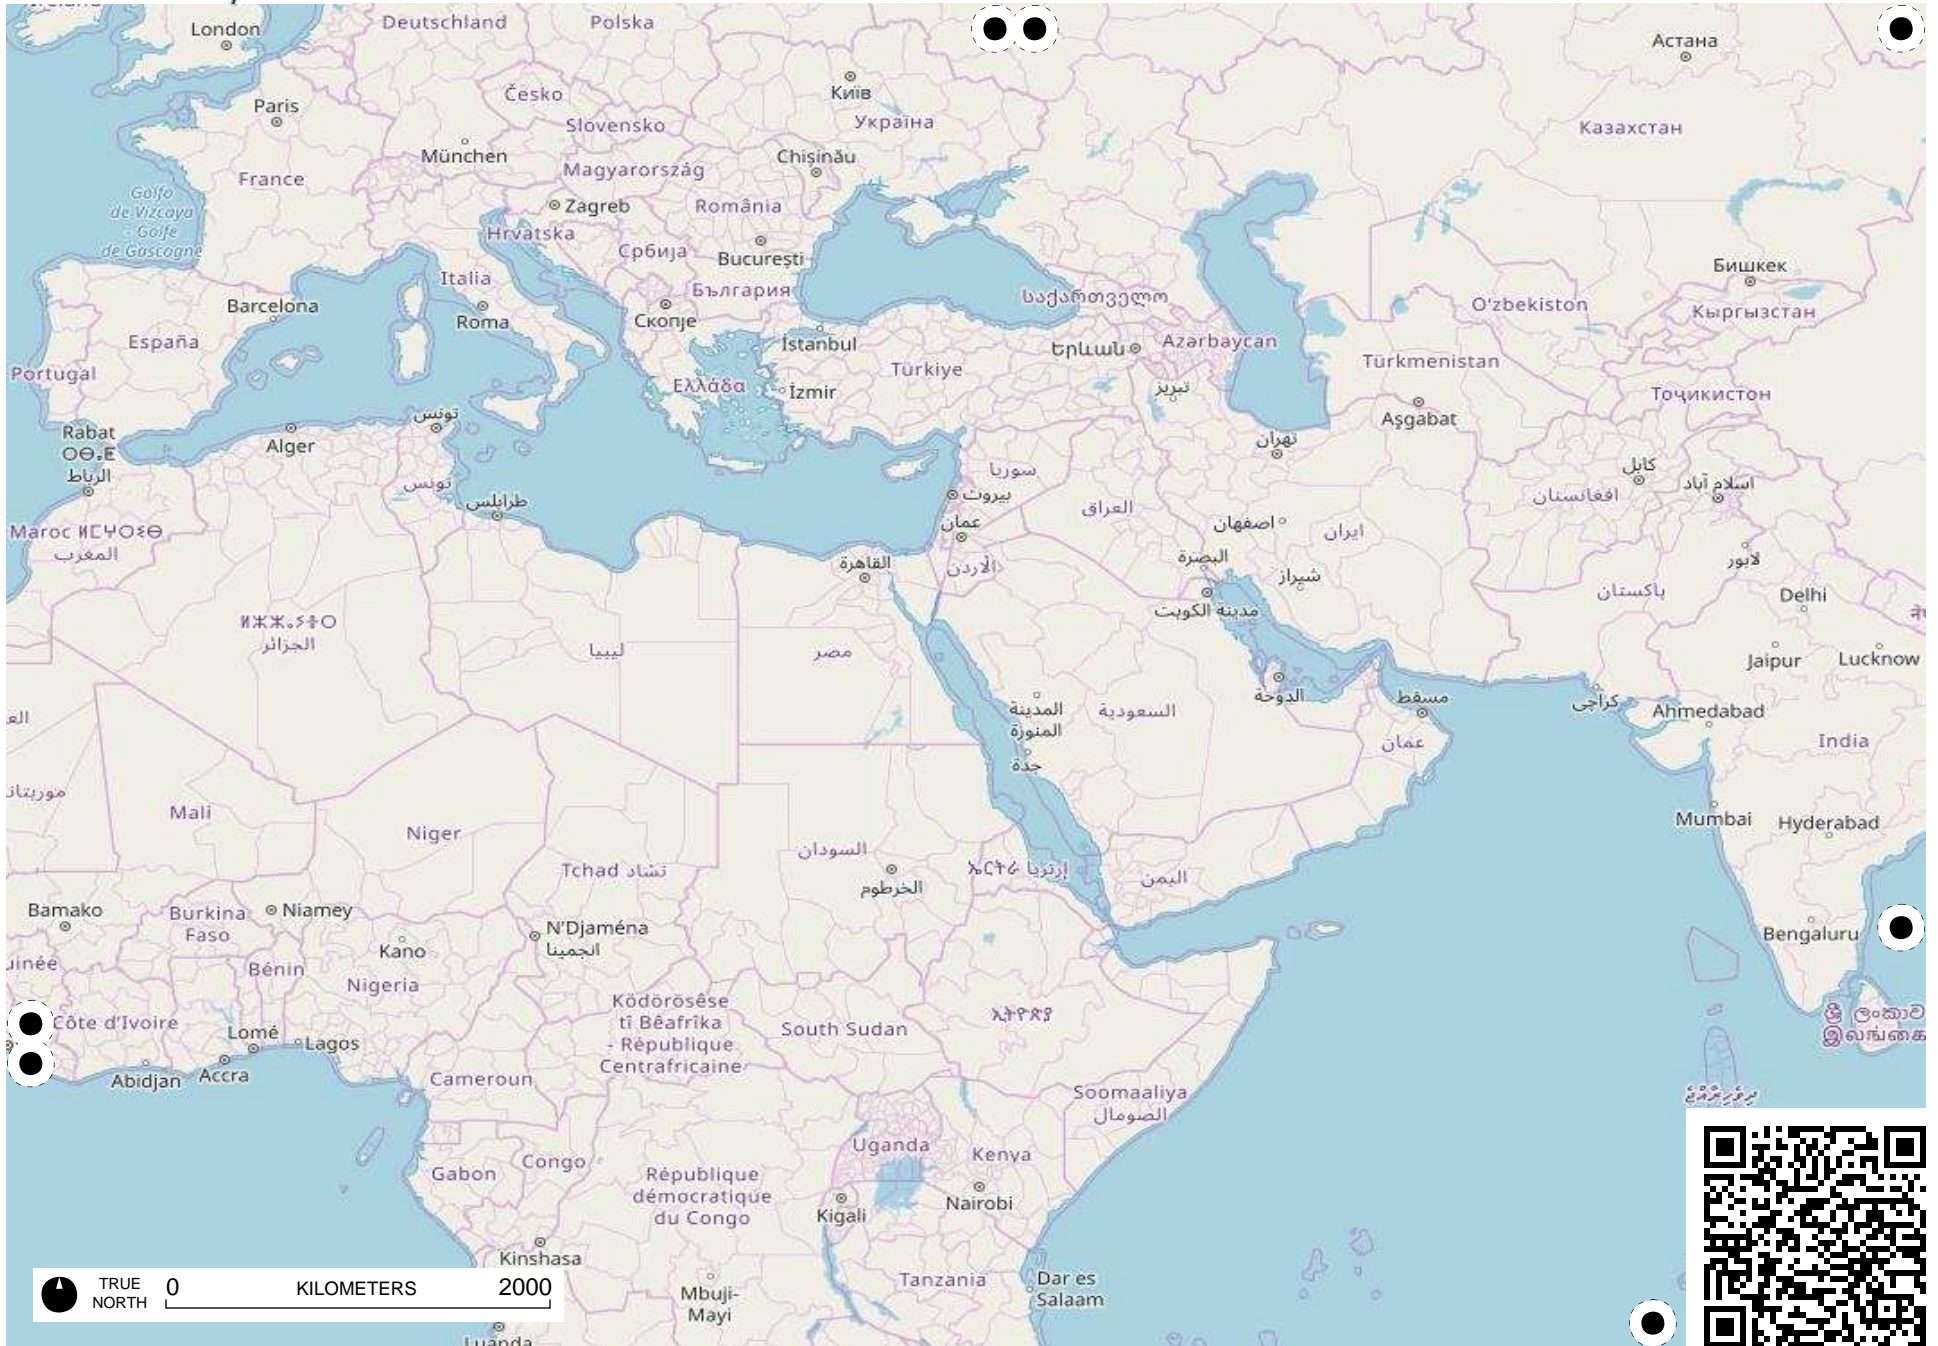 London
Deutschland
Polska
Астана
Київ
Україна
Česko
Paris
Slovensko
Казахстан
München
Chișinău
Magyarország
France
Golfo
de Vizcaya
- Golfe
de Gascogne
Zagreb
România
Hrvatska
Србија
București
Бишкек
Italia
България
საქართველო
O'zbekiston
Кыргызстан
Barcelona
Roma
Скопје
España
İstanbul
Երևան
Azərbaycan
Türkmenistan
Portugal
Türkiye
Ελλάδα
İzmir
تبریز
Тоҷикистон
تونس
Aşgabat
Rabat
ⵔⴱⴰⵟ
الرباط
Alger
تهران
کابل
اسلام آباد
سوريا
تونس
بيروت
افغانستان
طرابلس
العراق
اصفهان
ایران
عمان
Maroc ⵍⵎⵖⵔⵉⴱ
المغرب
القاهرة
الأردن
البصرة
شیراز
لاہور
پاکستان
Delhi
مدينة الكويت
ⵍⵣⵣⴰⵢⴻⵔ
الجزائر
ليبيا
مصر
Jaipur
Lucknow
المدينة
المنورة
السعودية
الدوحة
مسقط
کراچی
Ahmedabad
عمان
India
جدة
Mali
Niger
Mumbai
Hyderabad
السودان
Tchad تشاد
ኤርትራ إرتريا
اليمن
الخرطوم
Bamako
Burkina
Faso
Niamey
N'Djaména
انجمينا
Kano
Bengaluru
Bénin
Nigeria
Ködörösêse
tî Bêafrîka
- République
Centrafricaine
ኢትዮጵያ
South Sudan
Côte d'Ivoire
Lomé
Lagos
Abidjan
Accra
Cameroun
Soomaaliya
الصومال
ދިވެހިރާއްޖެ
Uganda
Kenya
Gabon
Congo
République
démocratique
du Congo
Kigali
Nairobi
Kinshasa
Tanzania
Dar es
Salaam
Mbuji-
Mayi
TRUE
NORTH
0 KILOMETERS 2000
Luanda